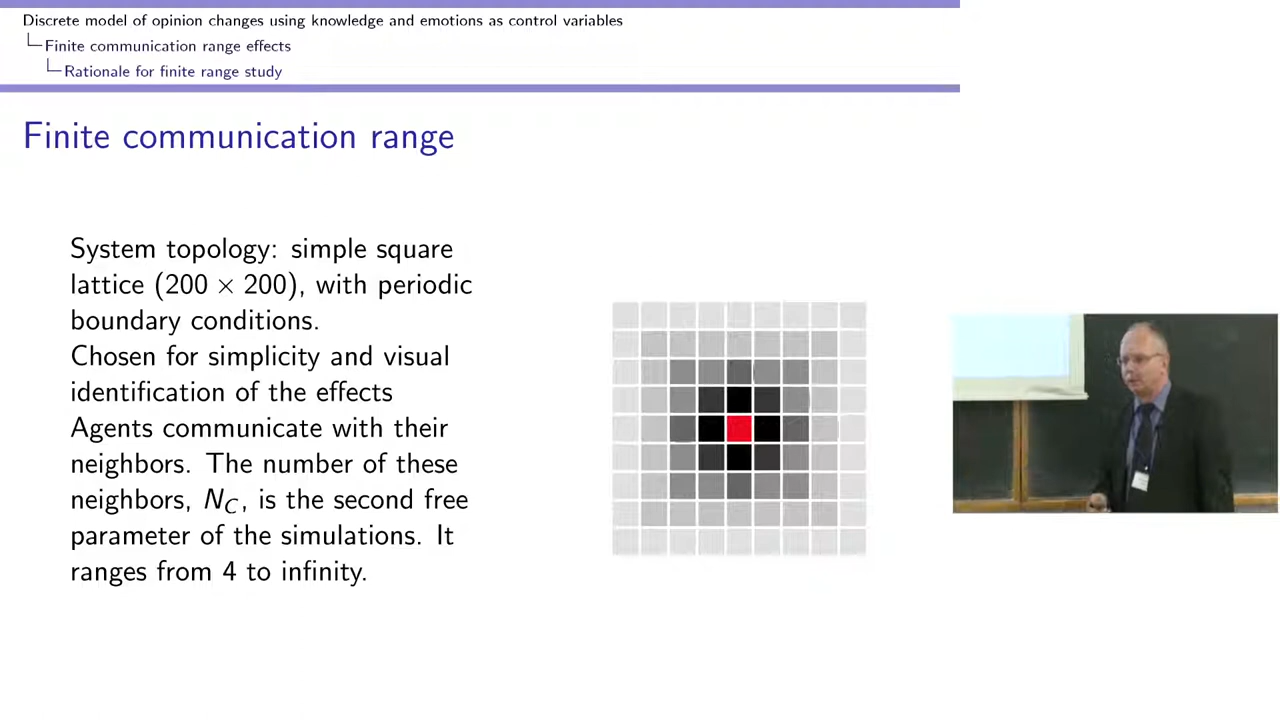 Discrete model of opinion changes using knowledge and emotions as control variables
Finite communication range effects
Rationale for finite range study
Finite communication range
System topology: simple square
lattice (200 × 200), with periodic
boundary conditions.
Chosen for simplicity and visual
identification of the effects
Agents communicate with their
neighbors. The number of these
neighbors, N_C, is the second free
parameter of the simulations. It
ranges from 4 to infinity.